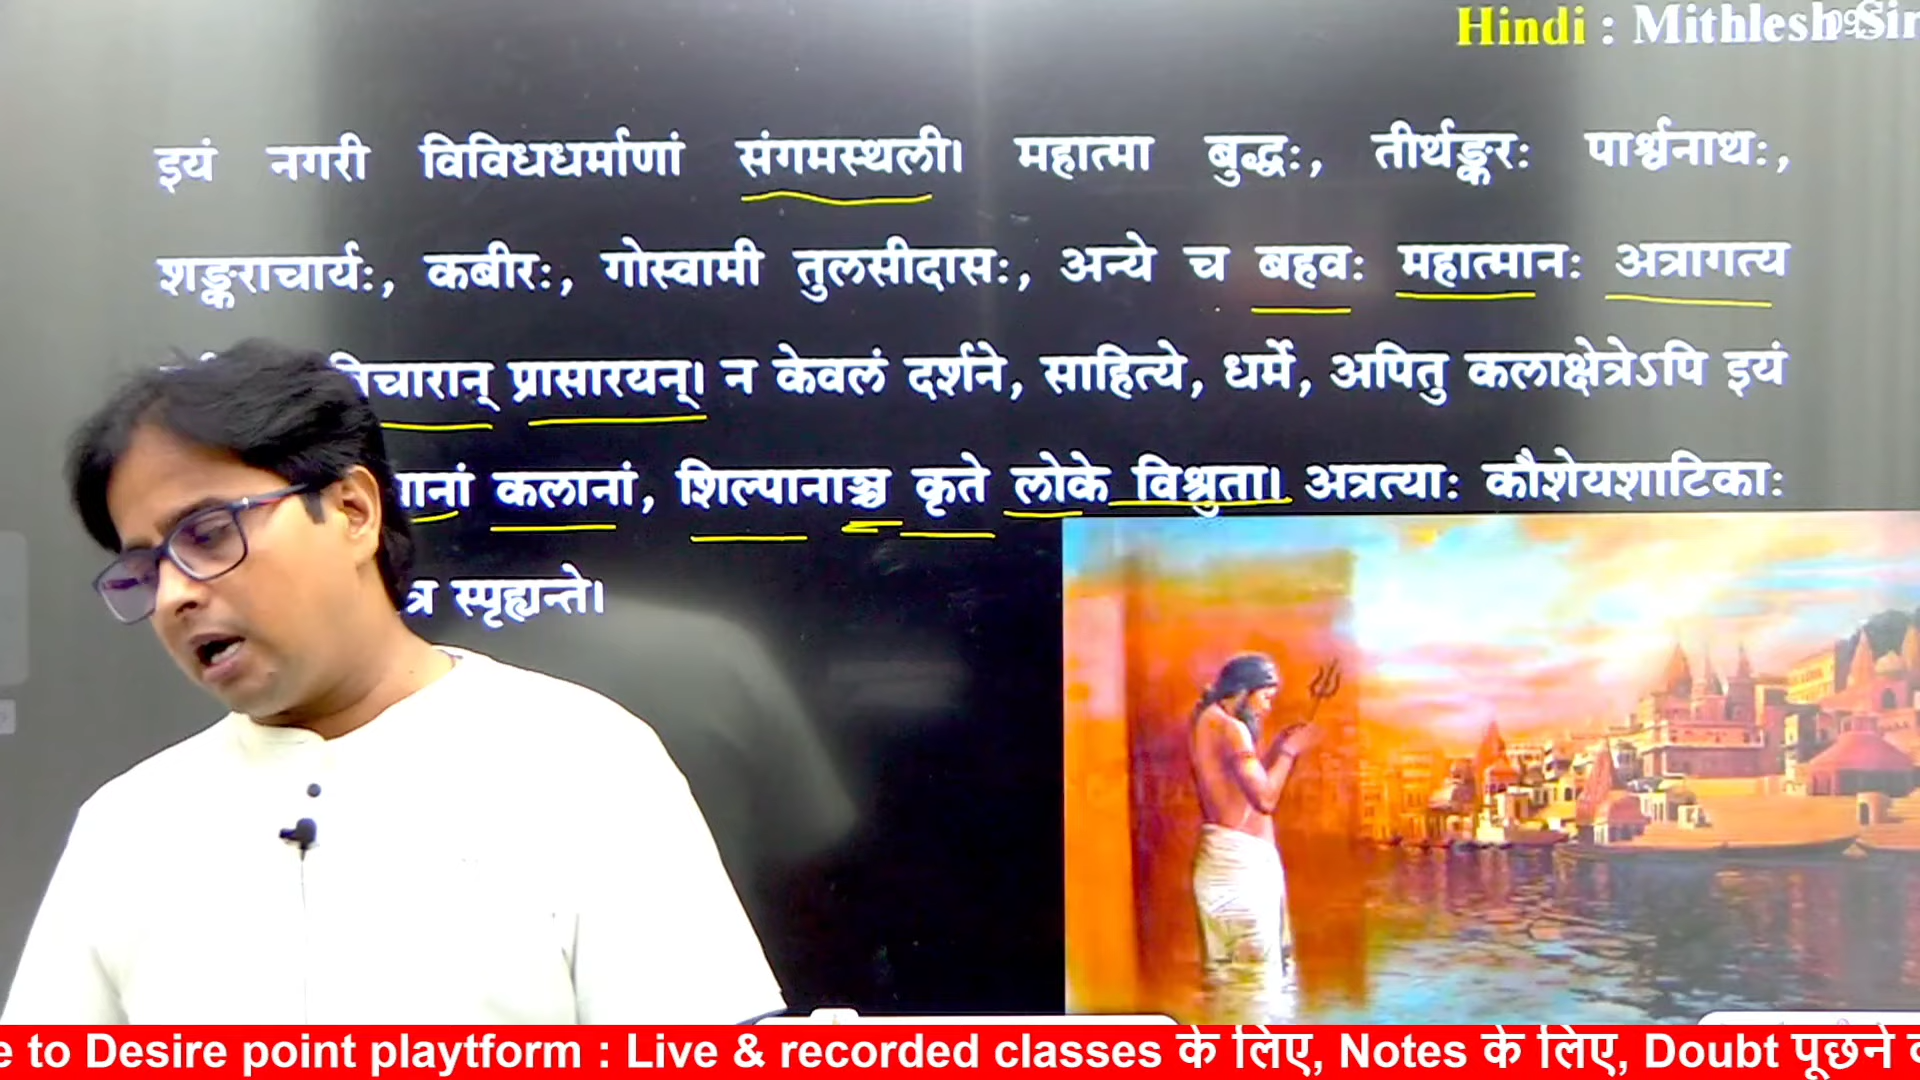 Hindi : Mithlesh Sir
इयं नगरी विविधधर्माणां संगमस्थली। महात्मा बुद्धः, तीर्थङ्करः पार्श्वनाथः,
शङ्कराचार्यः, कबीरः, गोस्वामी तुलसीदासः, अन्ये च बहवः महात्मानः अत्रागत्य
विचारान् प्रासारयन्। न केवलं दर्शने, साहित्ये, धर्मे, अपितु कलाक्षेत्रेऽपि इयं
कलानां, शिल्पानाञ्च कृते लोके विश्रुता। अत्रत्याः कौशेयशाटिकाः
त्र स्पृह्यन्ते।
e to Desire point playtform : Live & recorded classes के लिए, Notes के लिए, Doubt पूछने